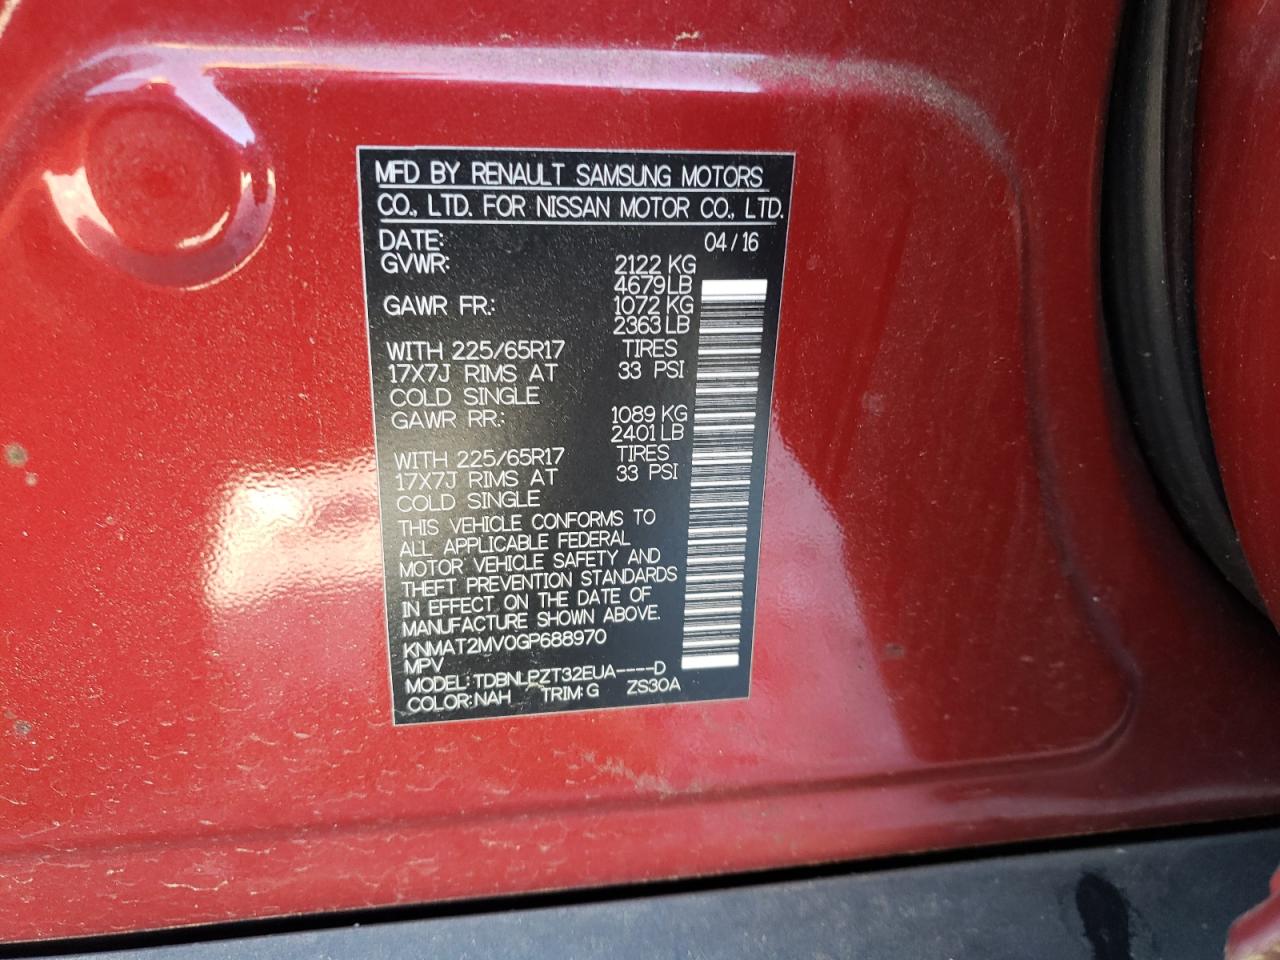 MFD BY RENAULT SAMSUNG MOTORS
CO., LTD. FOR NISSAN MOTOR CO., LTD.
DATE: 04/16
GVWR: 2122 KG
4679LB
GAWR FR.: 1072 KG
2363LB
WITH 225/65R17 TIRES
17X7J RIMS AT 33 PSI
COLD SINGLE
GAWR RR.: 1089 KG
2401LB
WITH 225/65R17 TIRES
17X7J RIMS AT 33 PSI
COLD SINGLE
THIS VEHICLE CONFORMS TO
ALL APPLICABLE FEDERAL
MOTOR VEHICLE SAFETY AND
THEFT PREVENTION STANDARDS
IN EFFECT ON THE DATE OF
MANUFACTURE SHOWN ABOVE.
KNMAT2MV0GP688970
MPV
MODEL: TDBNLPZT32EUA----D
COLOR:NAH TRIM:G ZS30A